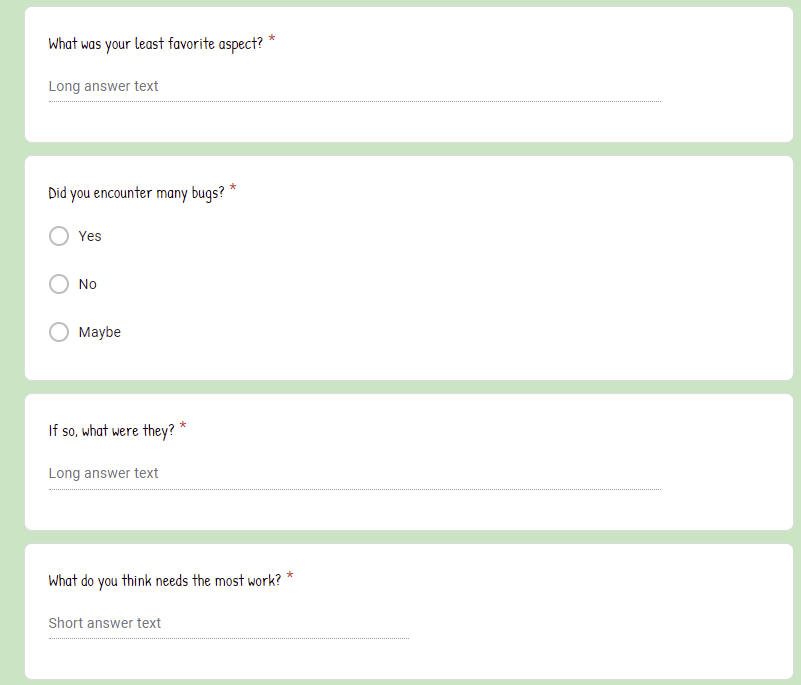 What was your least favorite aspect? *
Long answer text
Did you encounter many bugs? *
Yes
No
Maybe
If so, what were they? *
Long answer text
What do you think needs the most work? *
Short answer text